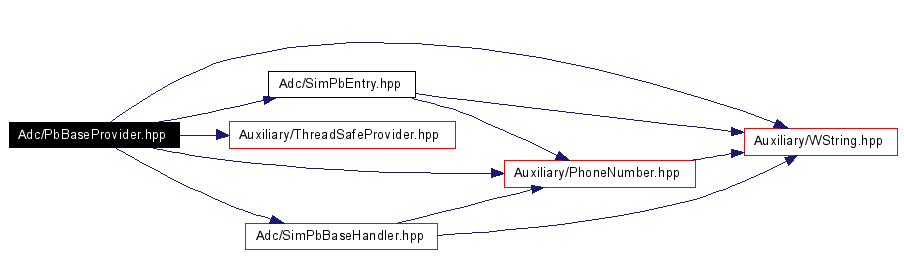 Adc/SimPbEntry.hpp
Adc/PbBaseProvider.hpp
Auxiliary/ThreadSafeProvider.hpp
Auxiliary/WString.hpp
Auxiliary/PhoneNumber.hpp
Adc/SimPbBaseHandler.hpp